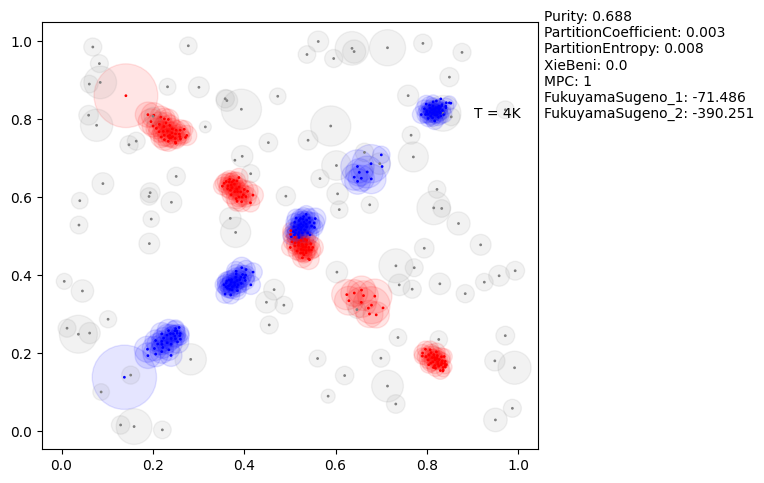 Purity: 0.688
PartitionCoefficient: 0.003
PartitionEntropy: 0.008
XieBeni: 0.0
MPC: 1
FukuyamaSugeno_1: -71.486
FukuyamaSugeno_2: -390.251
T = 4K
1.0
0.8
0.6
0.4
0.2
0.0
0.0 0.2 0.4 0.6 0.8 1.0